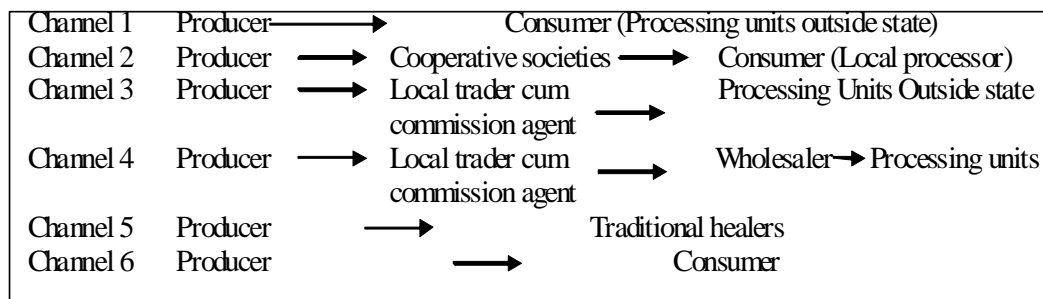 Channel 1 Producer Consumer (Processing units outside state)
Channel 2 Producer Cooperative societies Consumer (Local processor)
Channel 3 Producer Local trader cum Processing Units Outside state
commission agent
Channel 4 Producer Local trader cum Wholesaler Processing units
commission agent
Channel 5 Producer Traditional healers
Channel 6 Producer Consumer